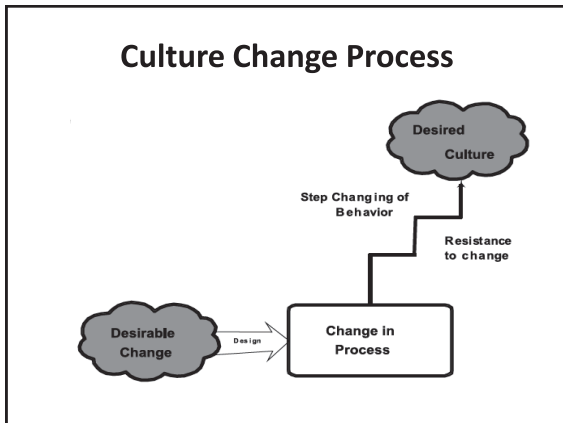 Culture Change Process
Desired
Culture
Step Changing of
Behavior
Resistance
to change
Desirable
Change
Design
Change in
Process